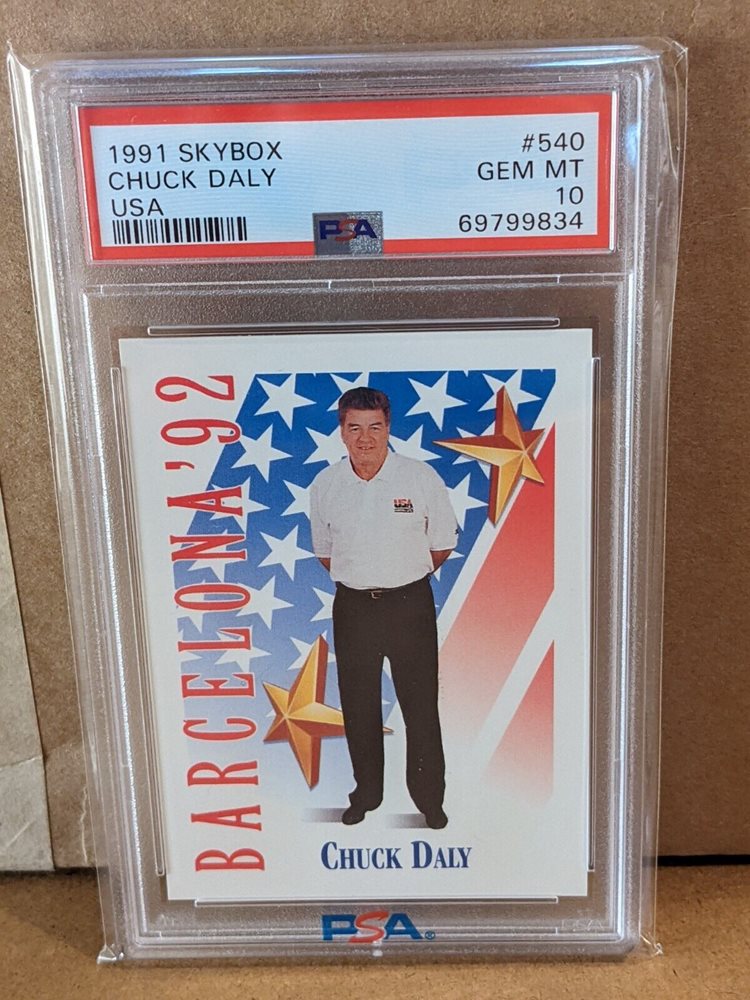 1991 SKYBOX
CHUCK DALY
USA
#540
GEM MT
10
69799834
PSA
BARCELONA '92
USA
CHUCK DALY
PSA®